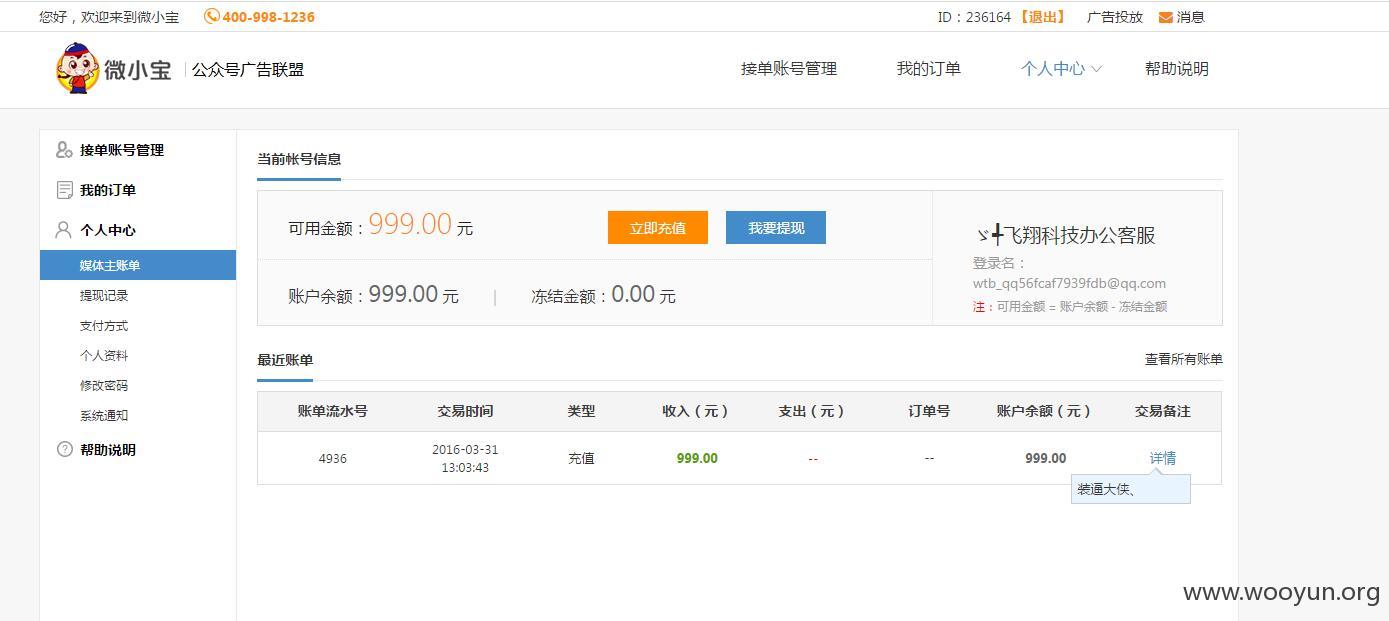 您好，欢迎来到微小宝 400-998-1236 ID：236164 【退出】 广告投放 消息
微小宝 公众号广告联盟 接单账号管理 我的订单 个人中心 帮助说明
接单账号管理
我的订单
个人中心
媒体主账单
提现记录
支付方式
个人资料
修改密码
系统通知
帮助说明
当前帐号信息
可用金额：999.00 元 立即充值 我要提现
账户余额：999.00 元 | 冻结金额：0.00 元
飞翔科技办公客服
登录名：
wtb_qq56fcaf7939fdb@qq.com
注：可用金额 = 账户余额 - 冻结金额
最近账单 查看所有账单
账单流水号 交易时间 类型 收入（元） 支出（元） 订单号 账户余额（元） 交易备注
4936 2016-03-31 13:03:43 充值 999.00 -- -- 999.00 详情
装逼大侠、
www.wooyun.org